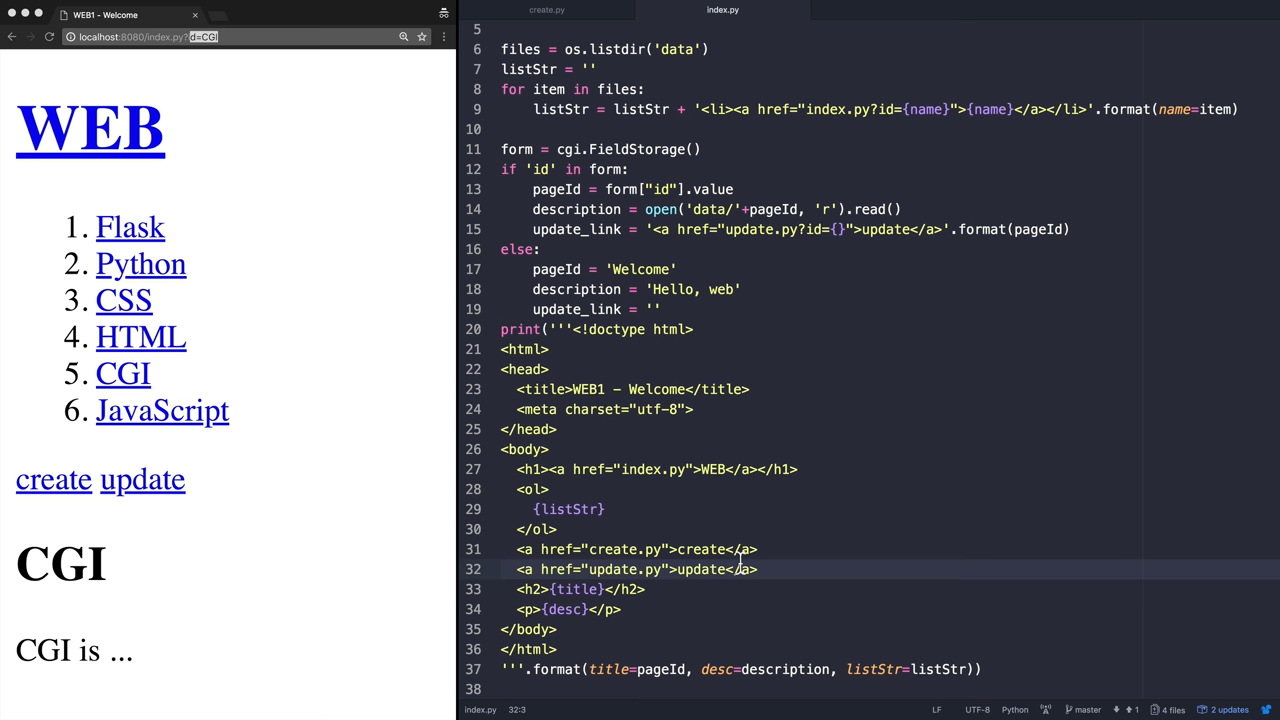 WEB1 - Welcome
localhost:8080/index.py?id=CGI
WEB
1. Flask
2. Python
3. CSS
4. HTML
5. CGI
6. JavaScript
create update
CGI
CGI is ...
create.py
index.py
5
6 files = os.listdir('data')
7 listStr = ''
8 for item in files:
9 listStr = listStr + '<li><a href="index.py?id={name}">{name}</a></li>'.format(name=item)
10
11 form = cgi.FieldStorage()
12 if 'id' in form:
13 pageId = form["id"].value
14 description = open('data/'+pageId, 'r').read()
15 update_link = '<a href="update.py?id={}">update</a>'.format(pageId)
16 else:
17 pageId = 'Welcome'
18 description = 'Hello, web'
19 update_link = ''
20 print('''<!doctype html>
21 <html>
22 <head>
23 <title>WEB1 - Welcome</title>
24 <meta charset="utf-8">
25 </head>
26 <body>
27 <h1><a href="index.py">WEB</a></h1>
28 <ol>
29 {listStr}
30 </ol>
31 <a href="create.py">create</a>
32 <a href="update.py">update</a>
33 <h2>{title}</h2>
34 <p>{desc}</p>
35 </body>
36 </html>
37 '''.format(title=pageId, desc=description, listStr=listStr))
38
index.py 32:3 LF UTF-8 Python master 1 4 files 2 updates